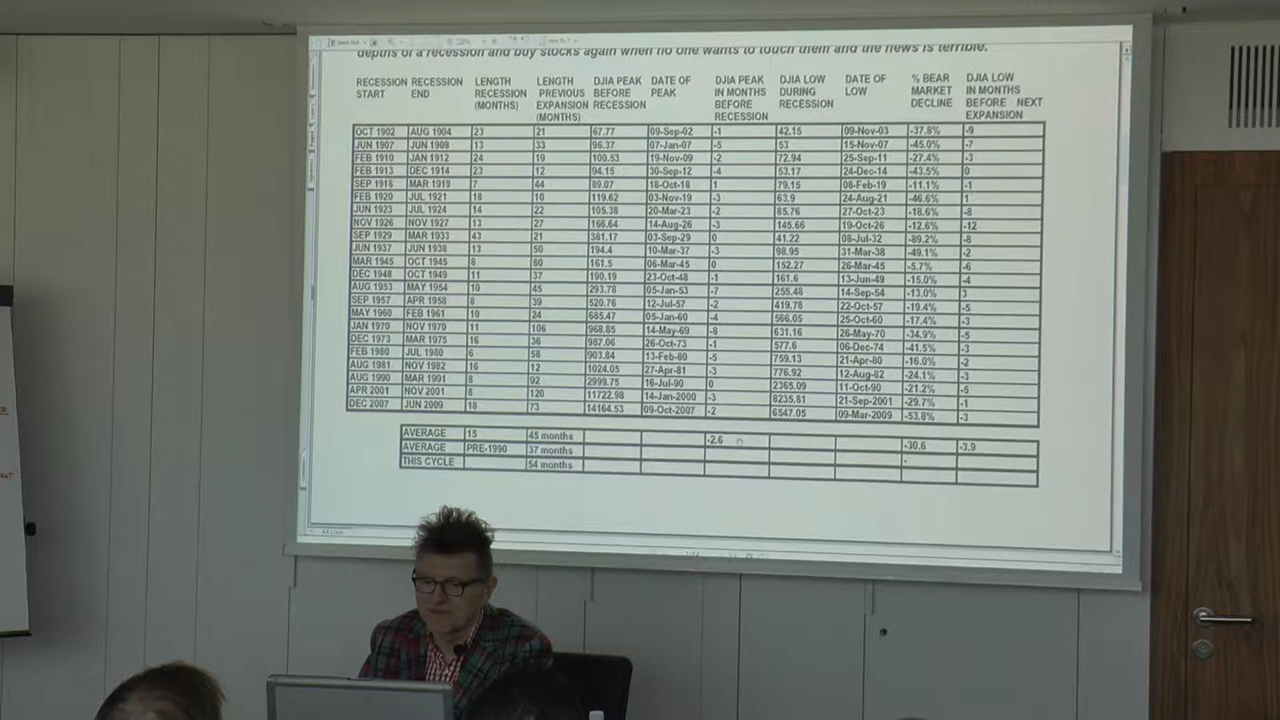 depths of a recession and buy stocks again when no one wants to touch them and the news is terrible.
RECESSION START RECESSION END LENGTH RECESSION (MONTHS) LENGTH PREVIOUS EXPANSION (MONTHS) DJIA PEAK BEFORE RECESSION DATE OF PEAK DJIA PEAK IN MONTHS BEFORE RECESSION DJIA LOW DURING RECESSION DATE OF LOW % BEAR MARKET DECLINE DJIA LOW IN MONTHS BEFORE NEXT EXPANSION
OCT 1902 AUG 1904 23 21 67.77 09-Sep-02 -1 42.15 09-Nov-03 -37.8% -9
JUN 1907 JUN 1908 13 33 96.37 07-Jan-07 -5 53 15-Nov-07 -45.0% -7
FEB 1910 JAN 1912 24 19 100.53 19-Nov-09 -2 72.94 25-Sep-11 -27.4% -3
FEB 1913 DEC 1914 23 12 94.15 30-Sep-12 -4 53.17 24-Dec-14 -43.5% 0
SEP 1918 MAR 1919 7 44 89.07 18-Oct-18 1 79.15 08-Feb-19 -11.1% -1
FEB 1920 JUL 1921 18 10 119.62 03-Nov-19 -3 63.9 24-Aug-21 -46.6% 1
JUN 1923 JUL 1924 14 22 105.38 20-Mar-23 -2 85.76 27-Oct-23 -18.6% -8
NOV 1926 NOV 1927 13 27 166.64 14-Aug-26 -3 145.66 19-Oct-26 -12.6% -12
SEP 1929 MAR 1933 43 21 381.17 03-Sep-29 0 41.22 08-Jul-32 -89.2% -8
JUN 1937 JUN 1938 13 50 194.4 10-Mar-37 -3 98.95 31-Mar-38 -49.1% -2
MAR 1945 OCT 1945 8 80 161.5 06-Mar-45 0 152.27 26-Mar-45 -5.7% -6
DEC 1948 OCT 1949 11 37 190.19 23-Oct-48 -1 161.6 13-Jun-49 -15.0% -4
AUG 1953 MAY 1954 10 45 293.78 05-Jan-53 -7 255.48 14-Sep-54 -13.0% 3
SEP 1957 APR 1958 8 39 520.76 12-Jul-57 -2 419.78 22-Oct-57 -19.4% -5
MAY 1960 FEB 1961 10 24 685.47 05-Jan-60 -4 566.05 25-Oct-60 -17.4% -3
JAN 1970 NOV 1970 11 106 968.85 14-May-69 -8 631.16 26-May-70 -34.9% -5
DEC 1973 MAR 1975 16 36 987.06 26-Oct-73 -1 577.6 06-Dec-74 -41.5% -3
FEB 1980 JUL 1980 6 58 903.84 13-Feb-80 -5 759.13 21-Apr-80 -16.0% -2
AUG 1981 NOV 1982 16 12 1024.05 27-Apr-81 -3 776.92 12-Aug-82 -24.1% -3
AUG 1990 MAR 1991 8 92 2999.75 16-Jul-90 0 2365.09 11-Oct-90 -21.2% -5
APR 2001 NOV 2001 8 120 11722.98 14-Jan-2000 -3 8235.81 21-Sep-2001 -29.7% -1
DEC 2007 JUN 2009 18 73 14164.53 09-Oct-2007 -2 6547.05 09-Mar-2009 -53.8% -3
AVERAGE 15 45 months -2.6 -30.6 -3.9
AVERAGE PRE-1990 37 months
THIS CYCLE 54 months